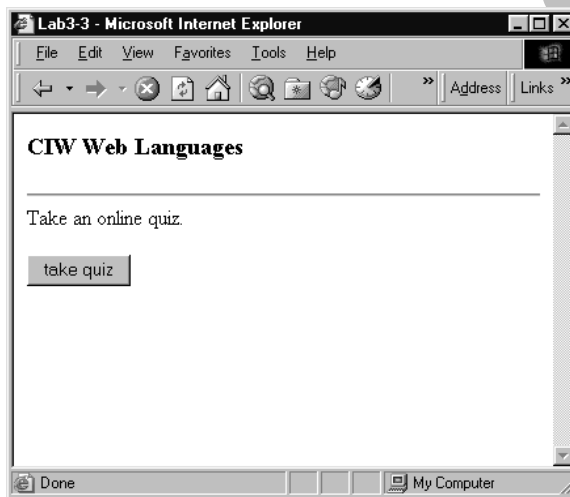 Lab3-3 - Microsoft Internet Explorer
File Edit View Favorites Tools Help
» Address Links »
CIW Web Languages
Take an online quiz.
take quiz
Done My Computer